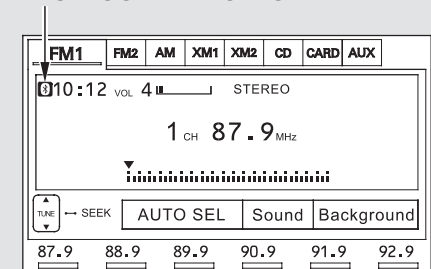 FM1 FM2 AM XM1 XM2 CD CARD AUX
10:12 VOL 4 STEREO
1 CH 87.9 MHz
TUNE SEEK AUTO SEL Sound Background
87.9 88.9 89.9 90.9 91.9 92.9